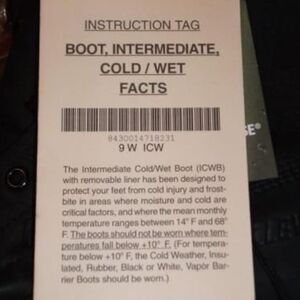 INSTRUCTION TAG
BOOT, INTERMEDIATE,
COLD / WET
FACTS
8430014718231
9 W ICW
The Intermediate Cold/Wet Boot (ICWB)
with removable liner has been designed to
protect your feet from cold injury and frost-
bite in areas where moisture and cold are
critical factors, and where the mean monthly
temperature ranges between 14° F and 68°
F. The boots should not be worn where tem-
peratures fall below +10° F. (For tempera-
ture below +10° F, the Cold Weather, Insu-
lated, Rubber, Black or White, Vapor Bar-
rier Boots should be worn.)